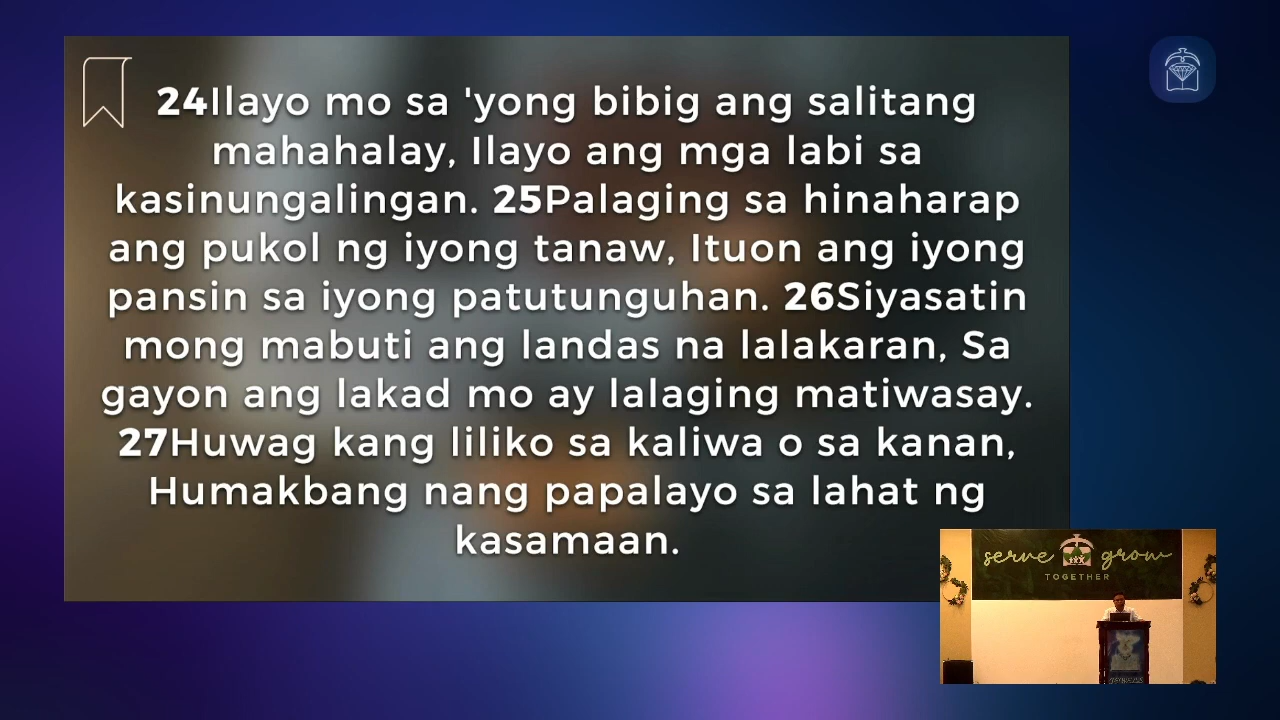 24Ilayo mo sa 'yong bibig ang salitang
mahahalay, Ilayo ang mga labi sa
kasinungalingan. 25Palaging sa hinaharap
ang pukol ng iyong tanaw, Ituon ang iyong
pansin sa iyong patutunguhan. 26Siyasatin
mong mabuti ang landas na lalakaran, Sa
gayon ang lakad mo ay lalaging matiwasay.
27Huwag kang liliko sa kaliwa o sa kanan,
Humakbang nang papalayo sa lahat ng
kasamaan.
serve grow
TOGETHER